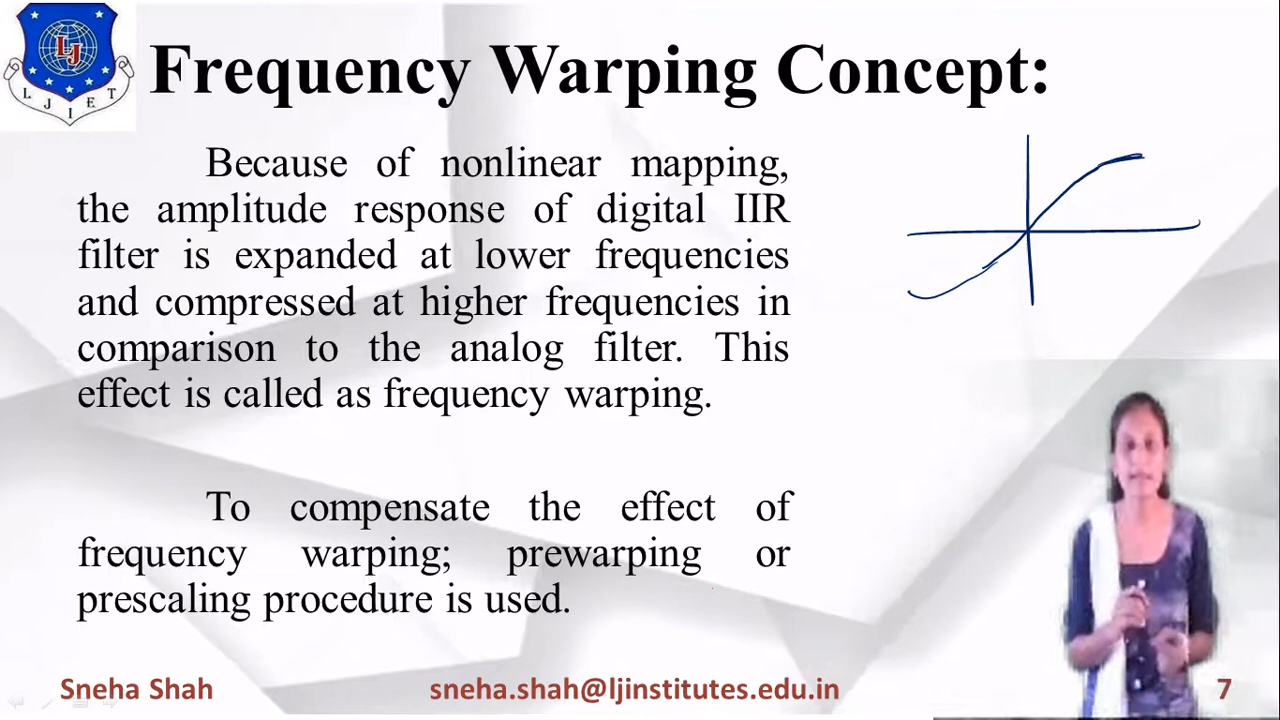 LJ
LJIET
Frequency Warping Concept:
Because of nonlinear mapping,
the amplitude response of digital IIR
filter is expanded at lower frequencies
and compressed at higher frequencies in
comparison to the analog filter. This
effect is called as frequency warping.
To compensate the effect of
frequency warping; prewarping or
prescaling procedure is used.
Sneha Shah sneha.shah@ljinstitutes.edu.in 7